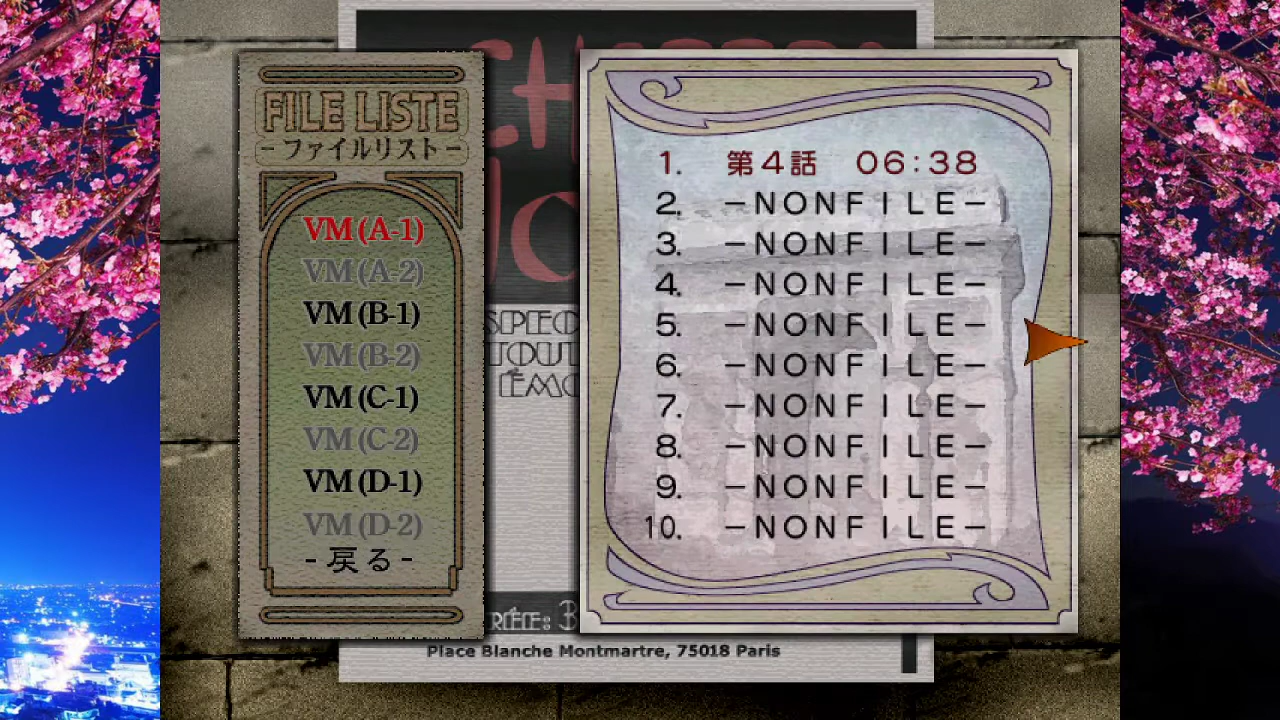 FILE LISTE
-ファイルリスト-
VM(A-1)
VM(A-2)
VM(B-1)
VM(B-2)
VM(C-1)
VM(C-2)
VM(D-1)
VM(D-2)
-戻る-
1. 第4話 06:38
2. -NONFILE-
3. -NONFILE-
4. -NONFILE-
5. -NONFILE-
6. -NONFILE-
7. -NONFILE-
8. -NONFILE-
9. -NONFILE-
10. -NONFILE-
Place Blanche Montmartre, 75018 Paris